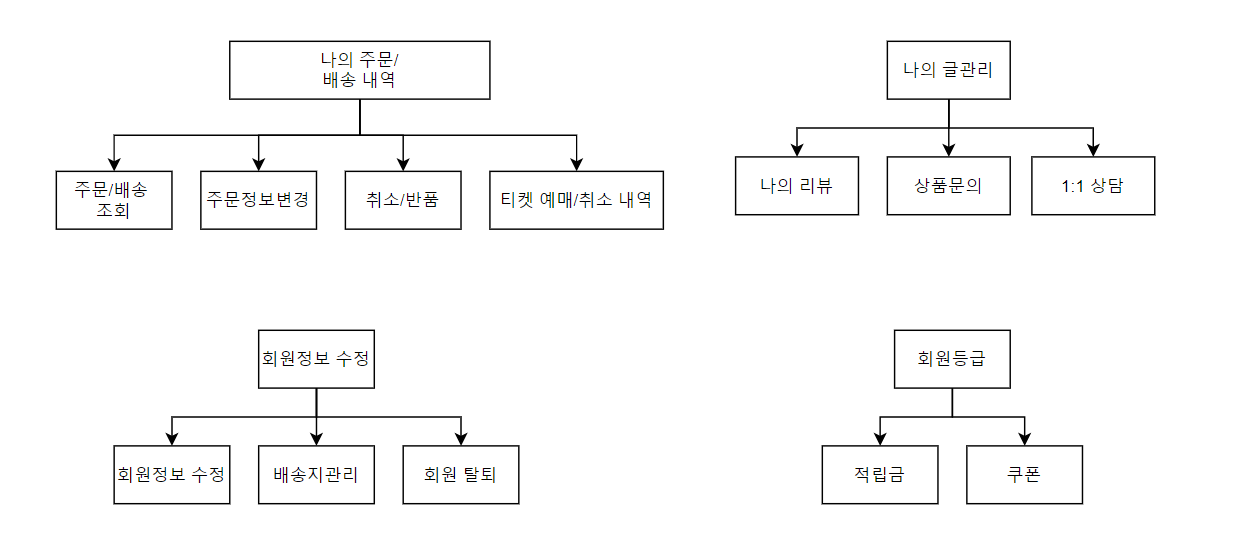 나의 주문/
배송 내역
주문/배송
조회
주문정보변경
취소/반품
티켓 예매/취소 내역
나의 글관리
나의 리뷰
상품문의
1:1 상담
회원정보 수정
회원정보 수정
배송지관리
회원 탈퇴
회원등급
적립금
쿠폰